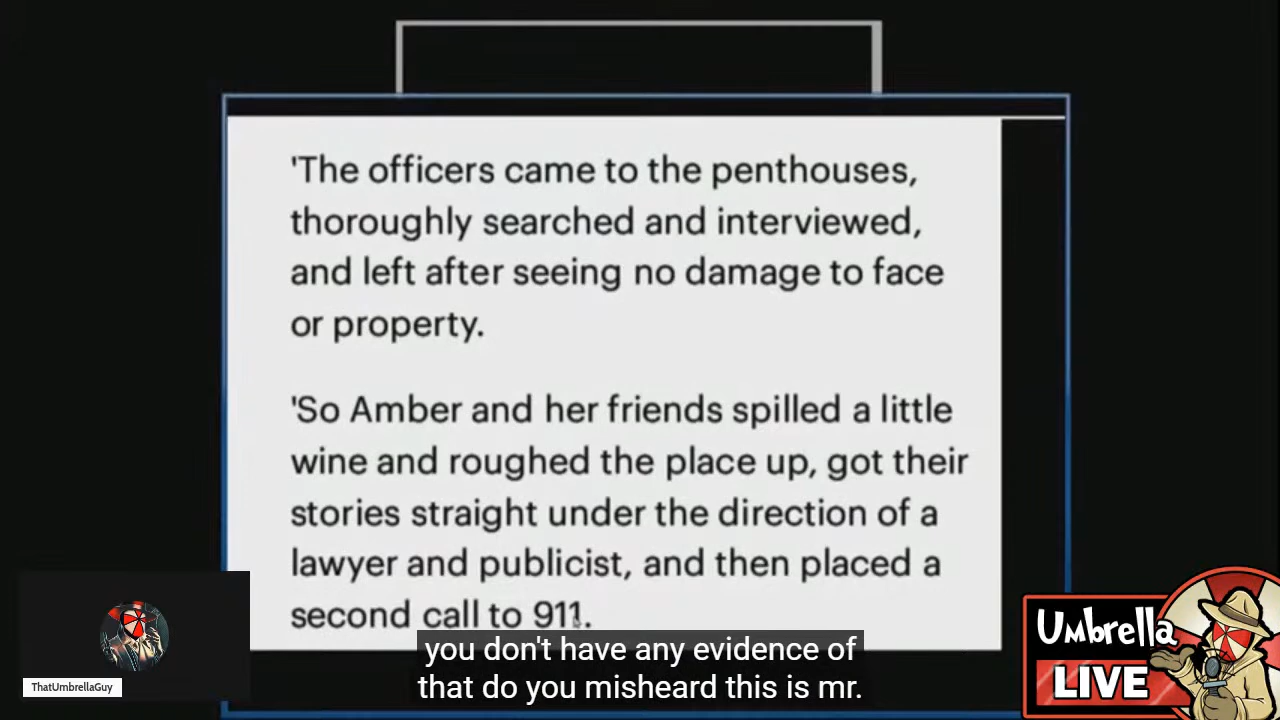 'The officers came to the penthouses,
thoroughly searched and interviewed,
and left after seeing no damage to face
or property.
'So Amber and her friends spilled a little
wine and roughed the place up, got their
stories straight under the direction of a
lawyer and publicist, and then placed a
second call to 911.
you don't have any evidence of
that do you misheard this is mr.
ThatUmbrellaGuy
Umbrella
LIVE